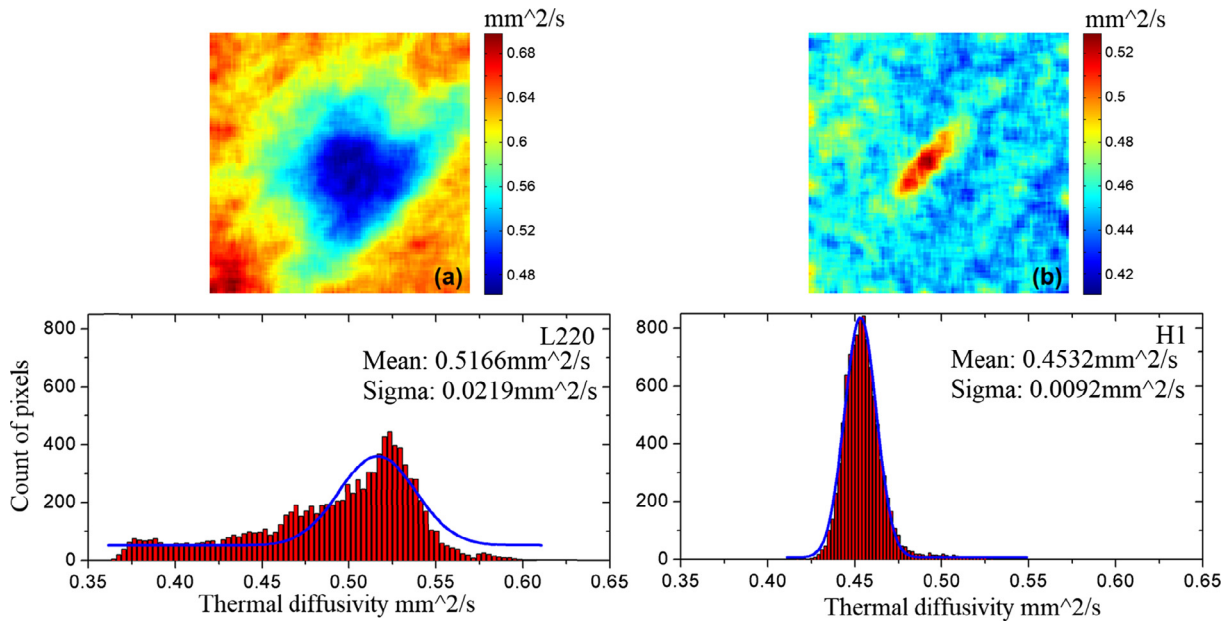 mm^2/s
0.68
0.64
0.6
0.56
0.52
0.48
(a)
mm^2/s
0.52
0.5
0.48
0.46
0.44
0.42
(b)
Count of pixels
800
600
400
200
0
L220
Mean: 0.5166mm^2/s
Sigma: 0.0219mm^2/s
0.35 0.40 0.45 0.50 0.55 0.60 0.65
Thermal diffusivity mm^2/s
800
600
400
200
0
H1
Mean: 0.4532mm^2/s
Sigma: 0.0092mm^2/s
0.35 0.40 0.45 0.50 0.55 0.60 0.65
Thermal diffusivity mm^2/s